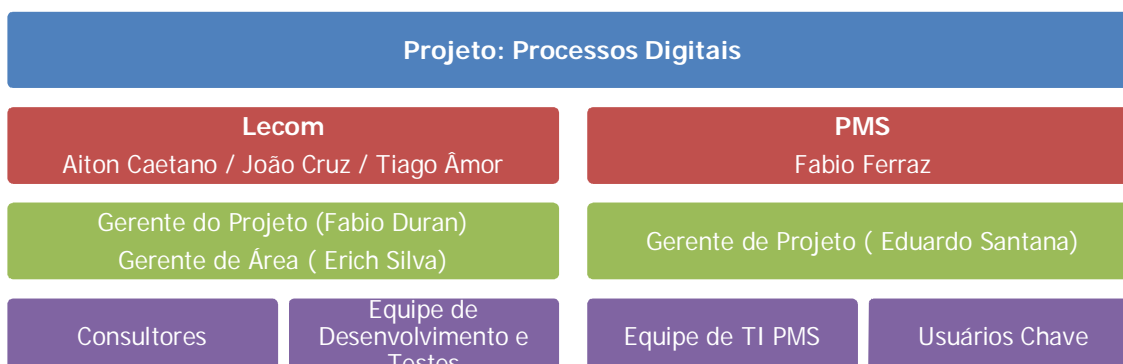 Projeto: Processos Digitais
Lecom
Aiton Caetano / João Cruz / Tiago Âmor
PMS
Fabio Ferraz
Gerente do Projeto (Fabio Duran)
Gerente de Área ( Erich Silva)
Gerente de Projeto ( Eduardo Santana)
Consultores
Equipe de
Desenvolvimento e
Testes
Equipe de TI PMS
Usuários Chave